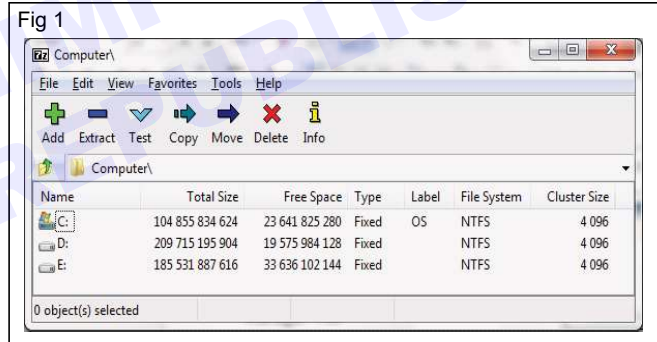 Fig 1
Computer\
File Edit View Favorites Tools Help
Add Extract Test Copy Move Delete Info
Computer\
Name Total Size Free Space Type Label File System Cluster Size
C: 104 855 834 624 23 641 825 280 Fixed OS NTFS 4 096
D: 209 715 195 904 19 575 984 128 Fixed NTFS 4 096
E: 185 531 887 616 33 636 102 144 Fixed NTFS 4 096
0 object(s) selected